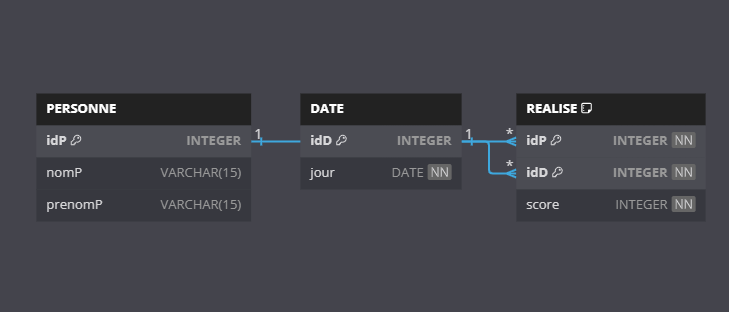 PERSONNE
idP INTEGER
nomP VARCHAR(15)
prenomP VARCHAR(15)
1
DATE
idD INTEGER
jour DATE NN
1
*
*
REALISE
idP INTEGER NN
idD INTEGER NN
score INTEGER NN